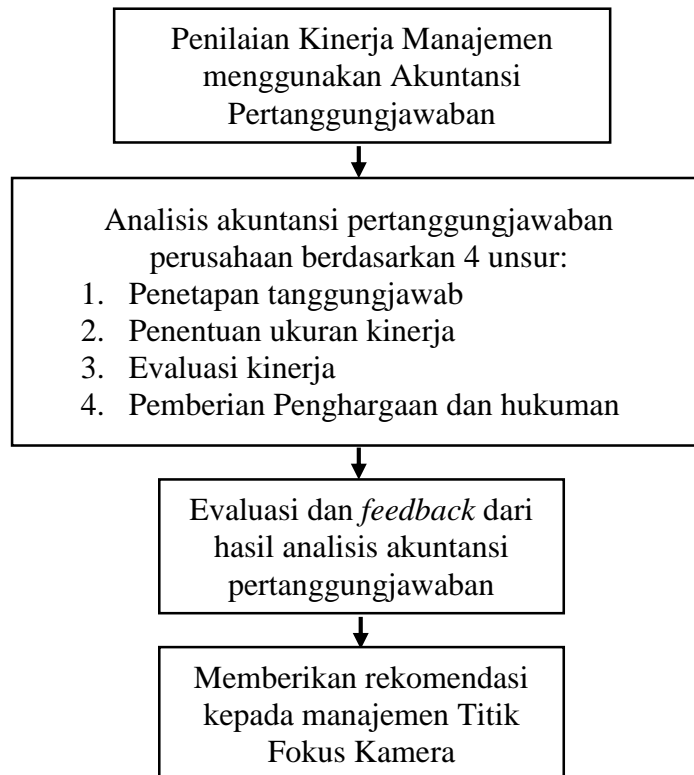 Penilaian Kinerja Manajemen
menggunakan Akuntansi
Pertanggungjawaban
Analisis akuntansi pertanggungjawaban
perusahaan berdasarkan 4 unsur:
1. Penetapan tanggungjawab
2. Penentuan ukuran kinerja
3. Evaluasi kinerja
4. Pemberian Penghargaan dan hukuman
Evaluasi dan feedback dari
hasil analisis akuntansi
pertanggungjawaban
Memberikan rekomendasi
kepada manajemen Titik
Fokus Kamera